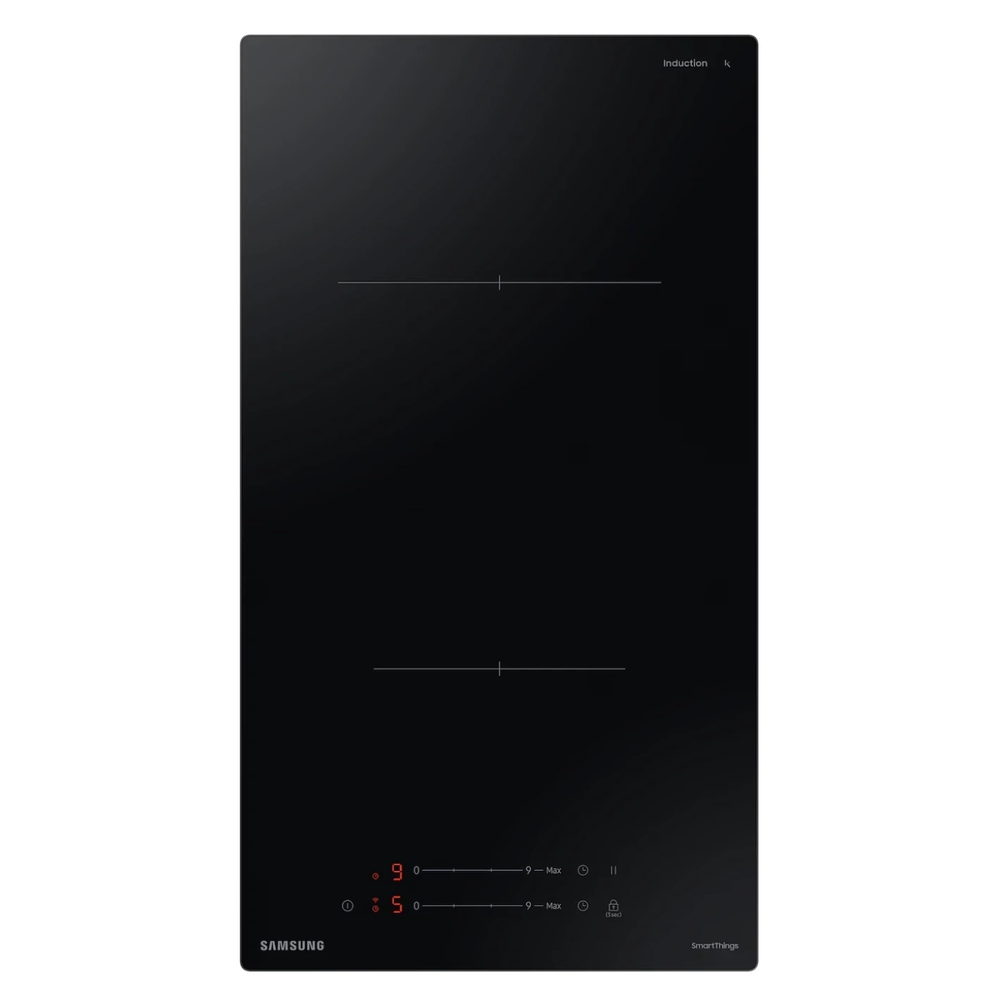 Induction
9 0 9 Max
5 0 9 Max
(3 sec)
SAMSUNG
SmartThings